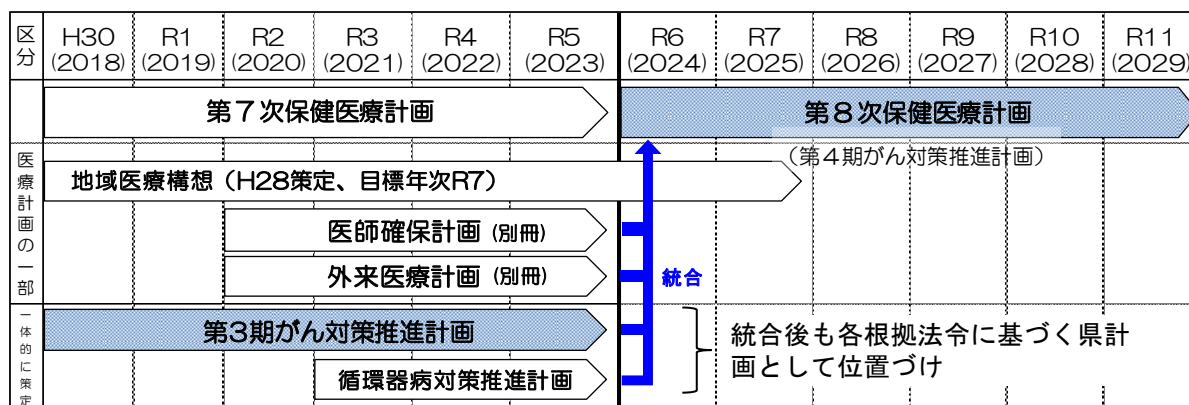 区分
H30 R1 R2 R3 R4 R5 R6 R7 R8 R9 R10 R11
(2018) (2019) (2020) (2021) (2022) (2023) (2024) (2025) (2026) (2027) (2028) (2029)
第７次保健医療計画
第８次保健医療計画
（第４期がん対策推進計画）
医療計画の一部
地域医療構想（H28策定、目標年次R7）
医師確保計画（別冊）
外来医療計画（別冊）
統合
一体的に策定
第3期がん対策推進計画
循環器病対策推進計画
統合後も各根拠法令に基づく県計
画として位置づけ